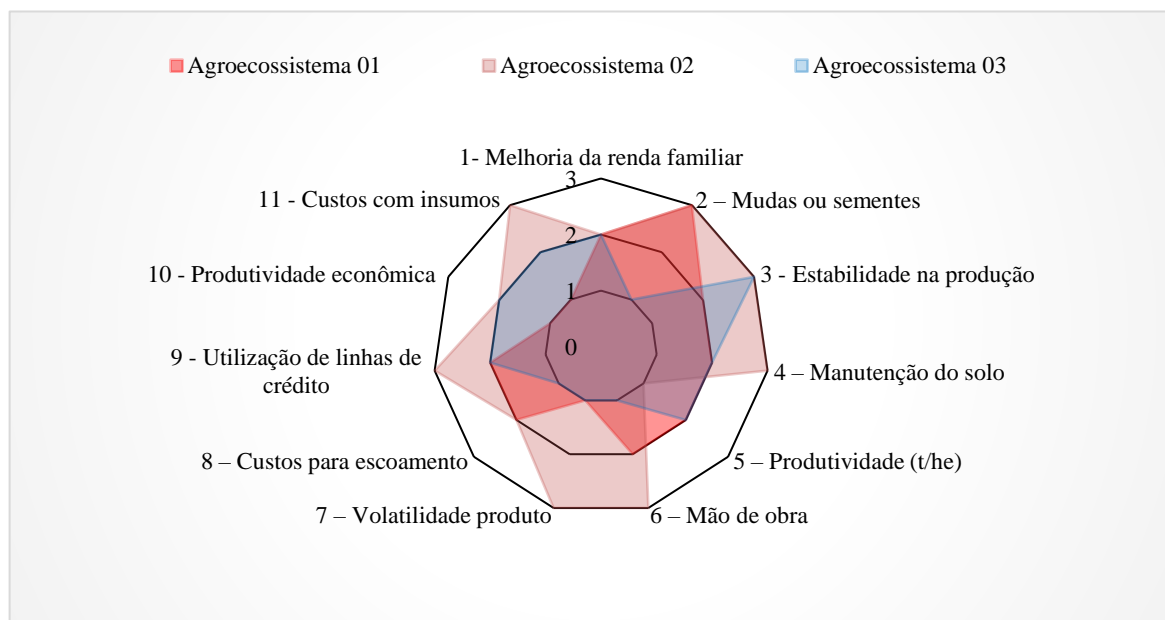 Agroecossistema 01 Agroecossistema 02 Agroecossistema 03
1- Melhoria da renda familiar
3
11 - Custos com insumos
2 – Mudas ou sementes
2
10 - Produtividade econômica
3 - Estabilidade na produção
1
0
9 - Utilização de linhas de
crédito
4 – Manutenção do solo
8 – Custos para escoamento
5 – Produtividade (t/he)
7 – Volatilidade produto
6 – Mão de obra